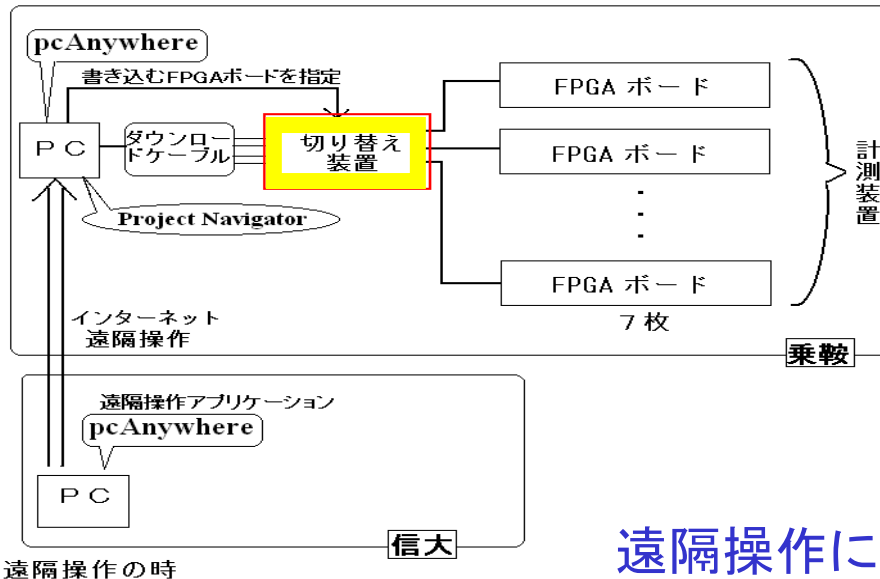 pcAnywhere
書き込むFPGAボードを指定
ＰＣ
ダウンロー
ドケーブル
切り替え
装置
FPGA ボード
FPGA ボード
FPGA ボード
７枚
計
測
装
置
Project Navigator
インターネット
遠隔操作
乗鞍
遠隔操作アプリケーション
pcAnywhere
ＰＣ
信大
遠隔操作の時
遠隔操作に